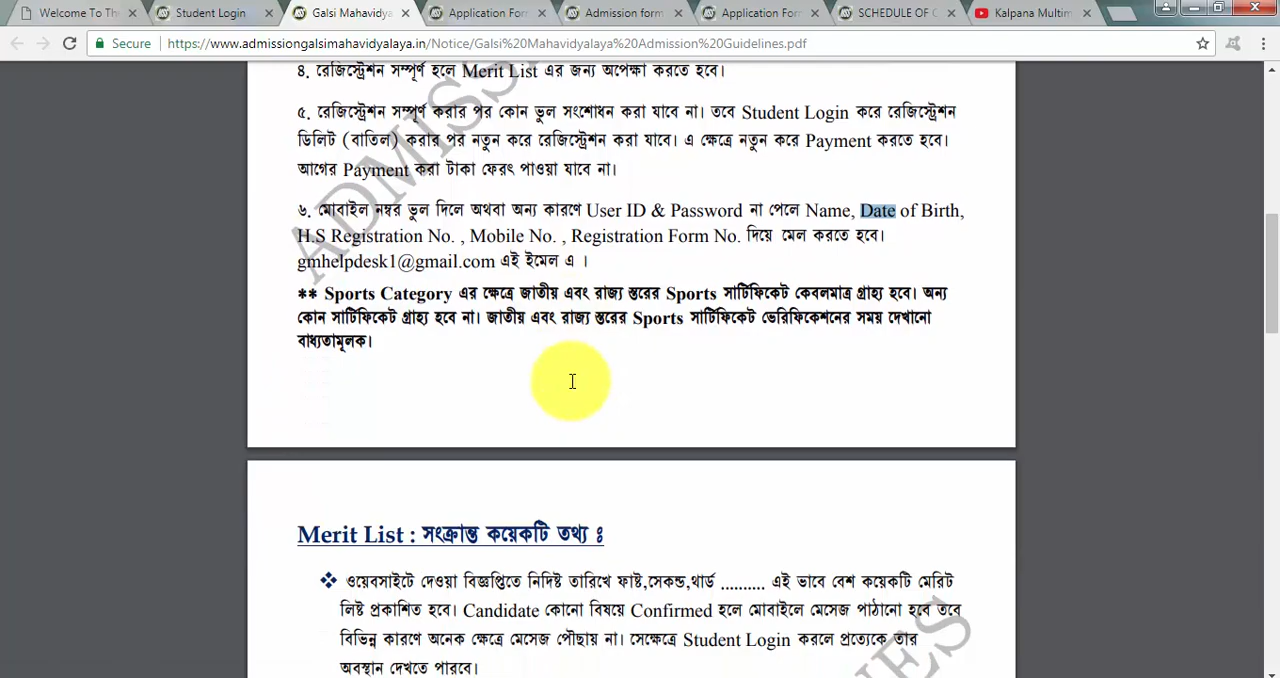 Welcome To Th
Student Login
Galsi Mahavidya
Application For
Admission form
Application For
SCHEDULE OF C
Kalpana Multim
Secure
https://www.admissiongalsimahavidyalaya.in/Notice/Galsi%20Mahavidyalaya%20Admission%20Guidelines.pdf
৪. রেজিস্ট্রেশন সম্পূর্ণ হলে Merit List এর জন্য অপেক্ষা করতে হবে।
৫. রেজিস্ট্রেশন সম্পূর্ণ করার পর কোন ভুল সংশোধন করা যাবে না। তবে Student Login করে রেজিস্ট্রেশন
ডিলিট (বাতিল) করার পর নতুন করে রেজিস্ট্রেশন করা যাবে। এ ক্ষেত্রে নতুন করে Payment করতে হবে।
আগের Payment করা টাকা ফেরৎ পাওয়া যাবে না।
৬. মোবাইল নম্বর ভুল দিলে অথবা অন্য কারণে User ID & Password না পেলে Name, Date of Birth,
H.S Registration No. , Mobile No. , Registration Form No. দিয়ে মেল করতে হবে।
gmhelpdesk1@gmail.com এই ইমেল এ ।
** Sports Category এর ক্ষেত্রে জাতীয় এবং রাজ্য স্তরের Sports সার্টিফিকেট কেবলমাত্র গ্রাহ্য হবে। অন্য
কোন সার্টিফিকেট গ্রাহ্য হবে না। জাতীয় এবং রাজ্য স্তরের Sports সার্টিফিকেট ভেরিফিকেশনের সময় দেখানো
বাধ্যতামূলক।
ADMISS
Merit List : সংক্রান্ত কয়েকটি তথ্য ঃ
❖ ওয়েবসাইটে দেওয়া বিজ্ঞপ্তিতে নির্দিষ্ট তারিখে ফার্ষ্ট,সেকন্ড,থার্ড ......... এই ভাবে বেশ কয়েকটি মেরিট
লিষ্ট প্রকাশিত হবে। Candidate কোনো বিষয়ে Confirmed হলে মোবাইলে মেসেজ পাঠানো হবে তবে
বিভিন্ন কারণে অনেক ক্ষেত্রে মেসেজ পৌছায় না। সেক্ষেত্রে Student Login করলে প্রত্যেকে তার
অবস্থান দেখতে পারবে।
ES